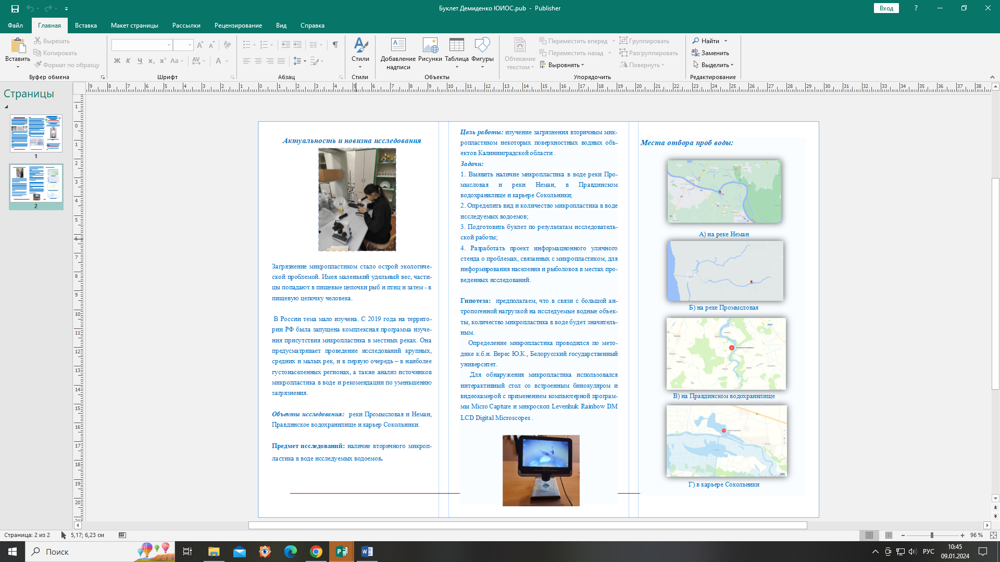 Буклет Демиденко ЮИОС.pub - Publisher
Вход
?
Файл
Главная
Вставка
Макет страницы
Рассылки
Рецензирование
Вид
Справка
Вставить
Вырезать
Копировать
Формат по образцу
Буфер обмена
Ж К Ч x₂ x² Aa AV A
Шрифт
Абзац
Стили
Стили
Добавление надписи
Рисунки
Таблица
Фигуры
Объекты
Обтекание текстом
Переместить вперед
Переместить назад
Выровнять
Группировать
Разгруппировать
Повернуть
Упорядочить
Найти
Заменить
Выделить
Редактирование
Страницы
1
2
Актуальность и новизна исследования
Загрязнение микропластиком стало острой экологиче-
ской проблемой. Имея маленький удельный вес, части-
цы попадают в пищевые цепочки рыб и птиц и затем - в
пищевую цепочку человека.
В России тема мало изучена. С 2019 года на террито-
рии РФ была запущена комплексная программа изуче-
ния присутствия микропластика в местных реках. Она
предусматривает проведение исследований крупных,
средних и малых рек, и в первую очередь – в наиболее
густонаселенных регионах, а также анализ источников
микропластика в воде и рекомендации по уменьшению
загрязнения.
Объекты исследования: реки Промысловая и Неман,
Правдинское водохранилище и карьер Сокольники.
Предмет исследований: наличие вторичного микроп-
ластика в воде исследуемых водоемов.
Цель работы: изучение загрязнения вторичным мик-
ропластиком некоторых поверхностных водных объ-
ектов Калининградской области .
Задачи:
1. Выявить наличие микропластика в воде реки Про-
мысловая и реки Неман, в Правдинском
водохранилище и карьере Сокольники;
2. Определить вид и количество микропластика в воде
исследуемых водоемов;
3. Подготовить буклет по результатам исследователь-
ской работы;
4. Разработать проект информационного уличного
стенда о проблемах, связанных с микропластиком, для
информирования населения и рыболовов в местах про-
веденных исследований.
Гипотеза: предполагаем, что в связи с большой ан-
тропогенной нагрузкой на исследуемые водные объек-
ты, количество микропластика в воде будет значитель-
ным.
Определение микропластика проводился по мето-
дике к.б.н. Верес Ю.К., Белорусский государственный
университет.
Для обнаружения микропластика использовался
интерактивный стол со встроенным бинокуляром и
видеокамерой с применением компьютерной програм-
мы Micro Capture и микроскоп Levenhuk Rainbow DM
LCD Digital Microscopes .
Места отбора проб воды:
А) на реке Неман
Б) на реке Промысловая
В) на Правдинском водохранилище
Г) в карьере Сокольники
Страница: 2 из 2
5,17; 6,23 см
96 %
Поиск
РУС
10:45
09.01.2024